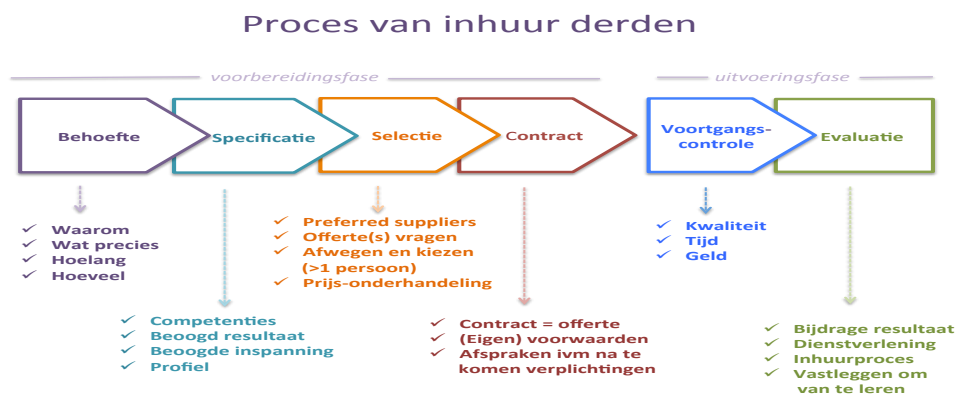 Proces van inhuur derden
voorbereidingsfase
uitvoeringsfase
Behoefte
Specificatie
Selectie
Contract
Voortgangs-
controle
Evaluatie
✓ Waarom
✓ Wat precies
✓ Hoelang
✓ Hoeveel
✓ Competenties
✓ Beoogd resultaat
✓ Beoogde inspanning
✓ Profiel
✓ Preferred suppliers
✓ Offerte(s) vragen
✓ Afwegen en kiezen
(>1 persoon)
✓ Prijs-onderhandeling
✓ Contract = offerte
✓ (Eigen) voorwaarden
✓ Afspraken ivm na te
komen verplichtingen
✓ Kwaliteit
✓ Tijd
✓ Geld
✓ Bijdrage resultaat
✓ Dienstverlening
✓ Inhuurproces
✓ Vastleggen om
van te leren